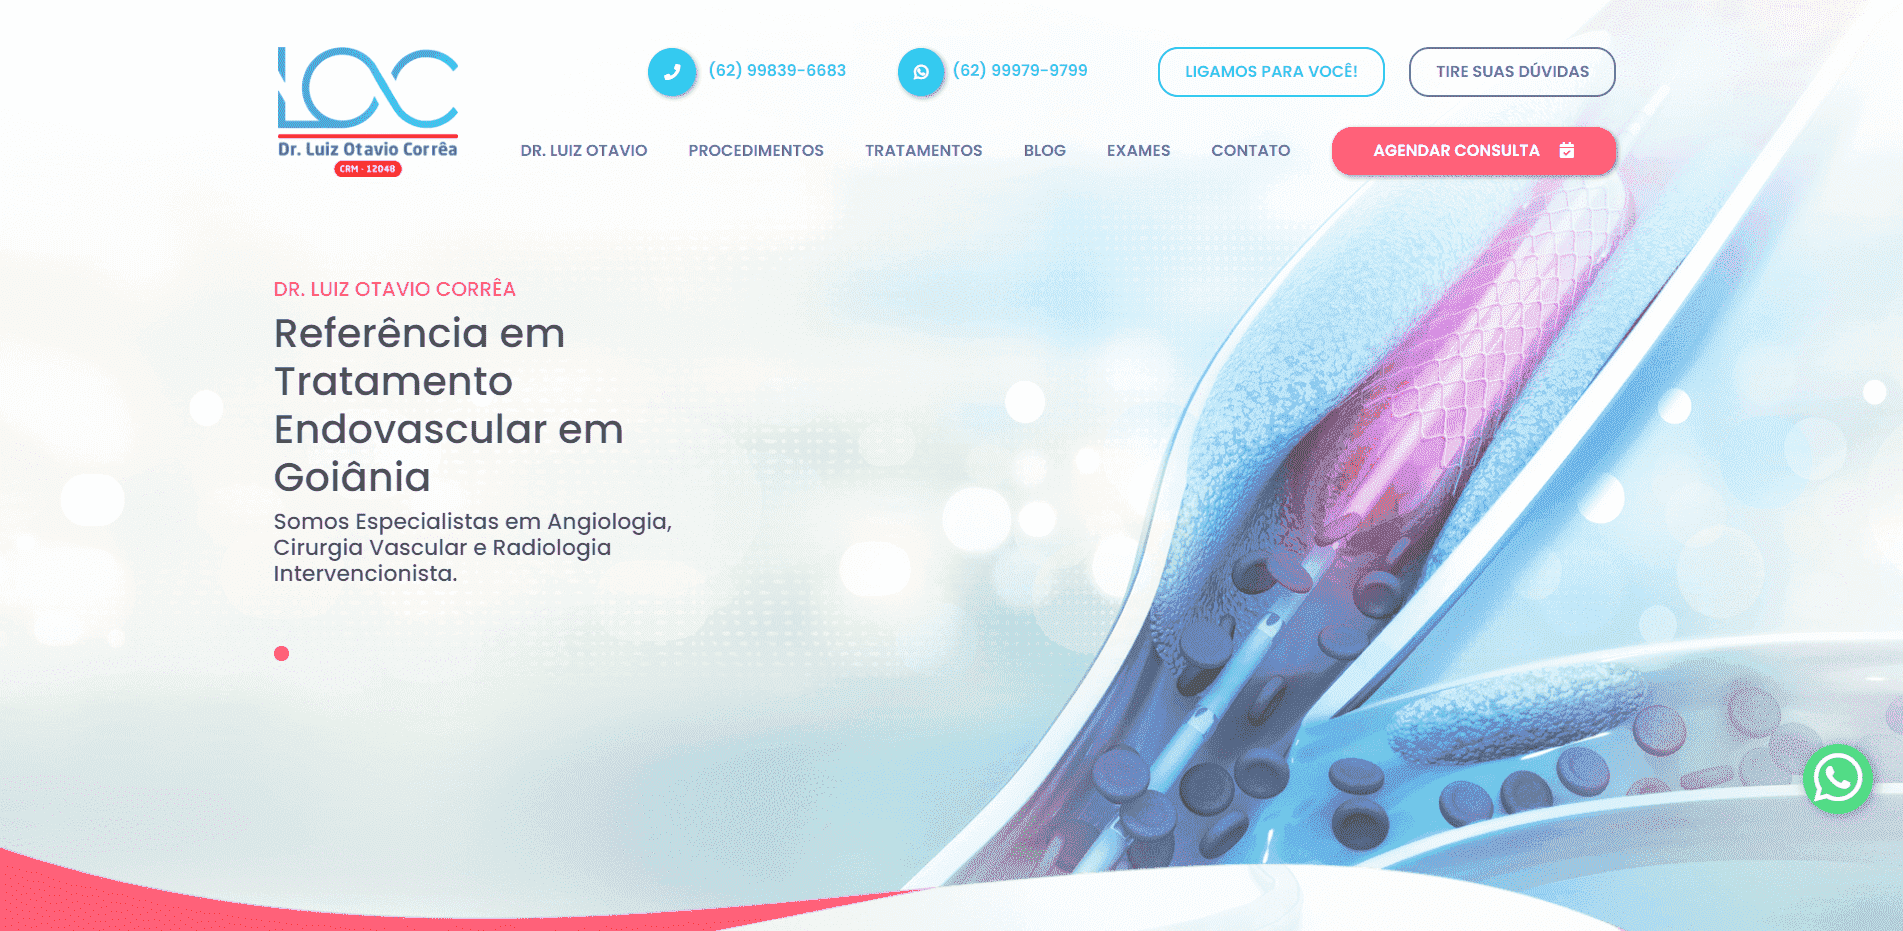 LOC
Dr. Luiz Otavio Corrêa
CRM - 12048
(62) 99839-6683
(62) 99979-9799
LIGAMOS PARA VOCÊ!
TIRE SUAS DÚVIDAS
DR. LUIZ OTAVIO
PROCEDIMENTOS
TRATAMENTOS
BLOG
EXAMES
CONTATO
AGENDAR CONSULTA
DR. LUIZ OTAVIO CORRÊA
Referência em
Tratamento
Endovascular em
Goiânia
Somos Especialistas em Angiologia,
Cirurgia Vascular e Radiologia
Intervencionista.